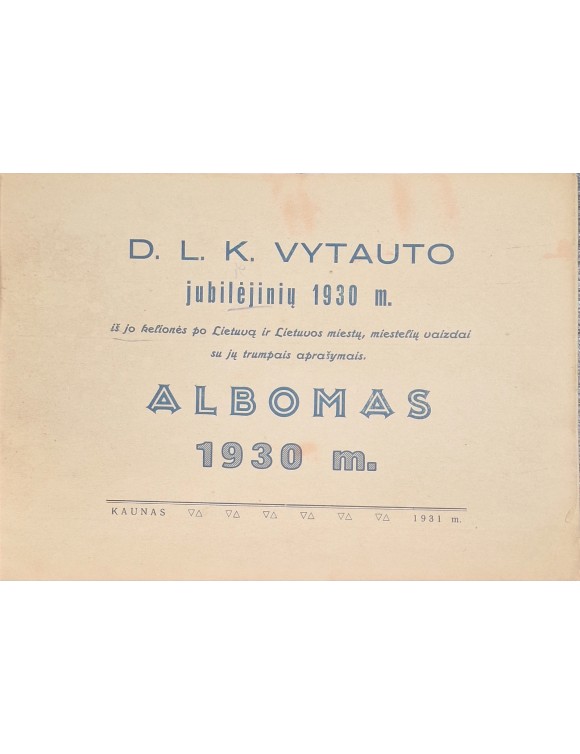 D. L. K. VYTAUTO
jubilėjinių 1930 m.
iš jo kelionės po Lietuvą ir Lietuvos miestų, miestelių vaizdai
su jų trumpais aprašymais.
ALBOMAS
1930 m.
KAUNAS ▽△ ▽△ ▽△ ▽△ ▽△ ▽△ 1931 m.